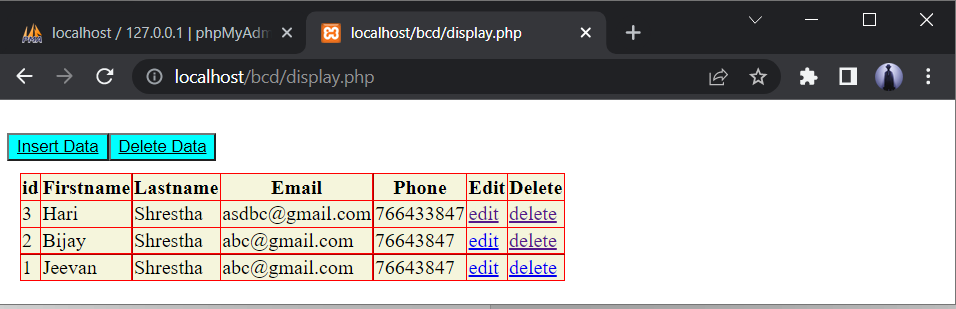 localhost / 127.0.0.1 | phpMyAdm
localhost/bcd/display.php
localhost/bcd/display.php
Insert Data Delete Data
id Firstname Lastname Email Phone Edit Delete
3 Hari Shrestha asdbc@gmail.com 766433847 edit delete
2 Bijay Shrestha abc@gmail.com 76643847 edit delete
1 Jeevan Shrestha abc@gmail.com 76643847 edit delete